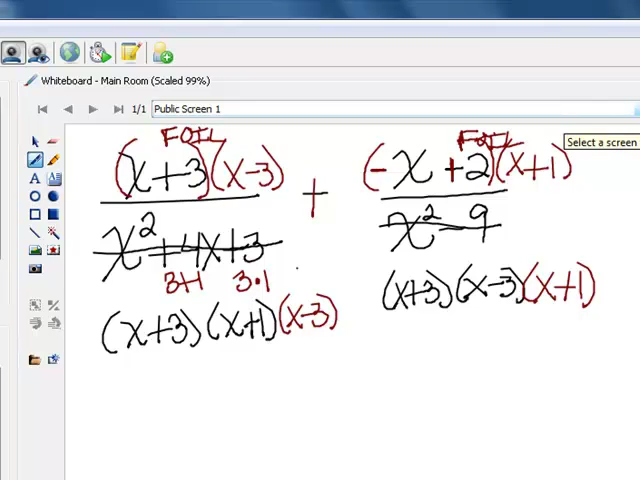 Whiteboard - Main Room (Scaled 99%)
1/1 Public Screen 1
Select a screen
FOIL FOIL
(x+3)(x-3) + (-x+2)(x+1)
x²+4x+3 x²-9
3+1 3·1
(x+3)(x-3)(x+1)
(x+3)(x+1)(x-3)
A